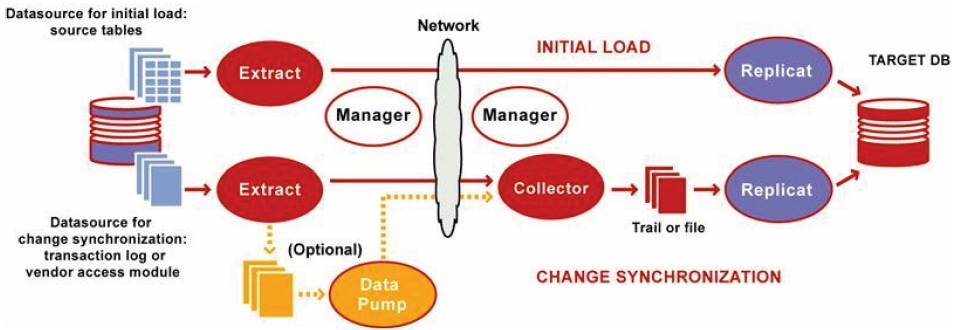 Datasource for initial load:
source tables
Network
Extract
INITIAL LOAD
Replicat
TARGET DB
Manager
Manager
Extract
Collector
Replicat
Trail or file
Datasource for
change synchronization:
transaction log or
vendor access module
(Optional)
Data
Pump
CHANGE SYNCHRONIZATION